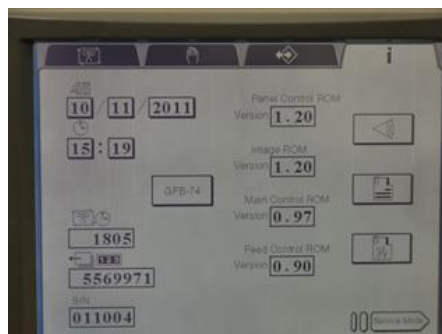 i
10 / 11 / 2011
15 : 19
GFB-74
1805
123
5569971
S/N
011004
Panel Control ROM
Version 1.20
Image ROM
Version 1.20
Main Control ROM
Version 0.97
Feed Control ROM
Version 0.90
Service Mode